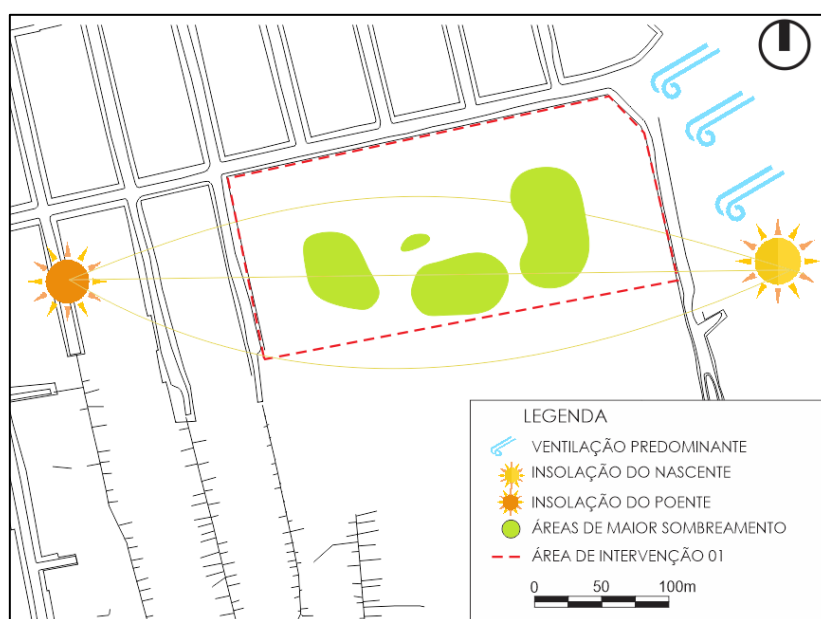 LEGENDA
VENTILAÇÃO PREDOMINANTE
INSOLAÇÃO DO NASCENTE
INSOLAÇÃO DO POENTE
ÁREAS DE MAIOR SOMBREAMENTO
ÁREA DE INTERVENÇÃO 01
0 50 100m